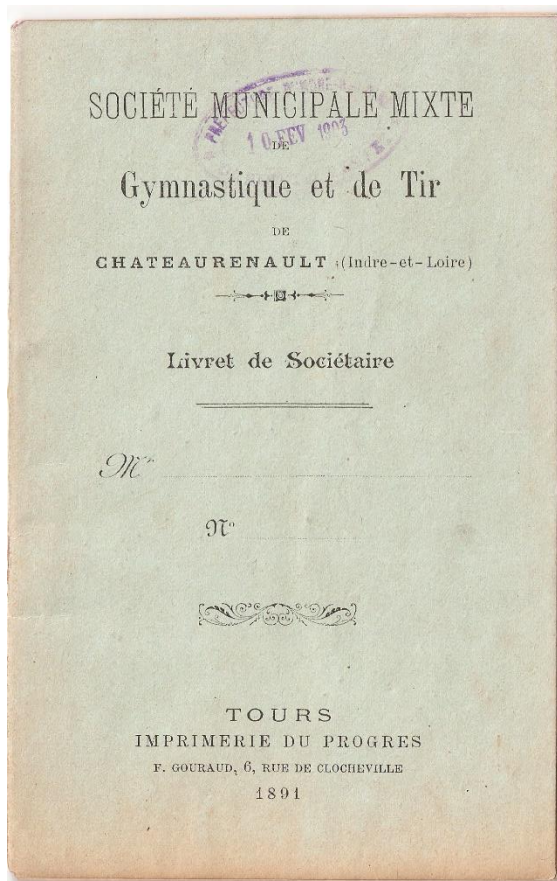 SOCIÉTÉ MUNICIPALE MIXTE
DE
Gymnastique et de Tir
DE
CHATEAURENAULT (Indre-et-Loire)
Livret de Sociétaire
Mr
No
TOURS
IMPRIMERIE DU PROGRES
F. GOURAUD, 6, RUE DE CLOCHEVILLE
1891
10 FEV 1903